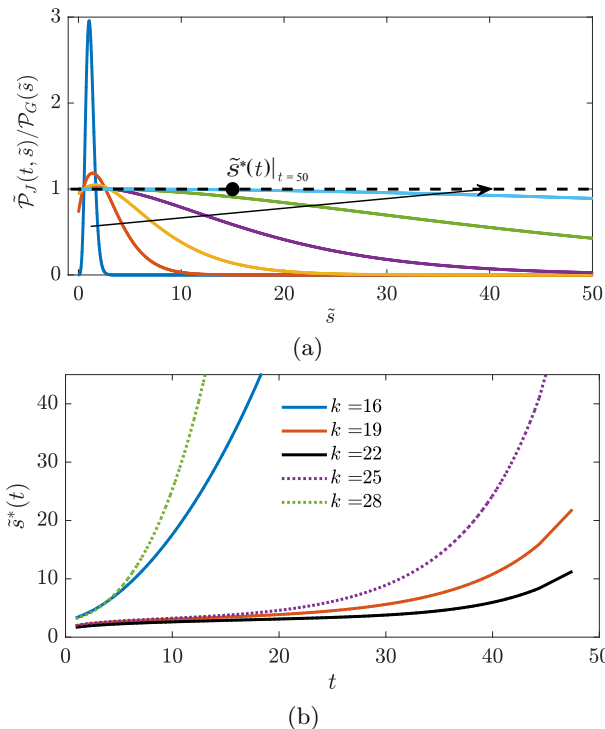 3
2
1
0
P̃_J(t, s̃)/P_G(s̃)
s̃*(t)|_{t=50}
0 10 20 30 40 50
s̃
(a)
40
30
20
10
0
s̃*(t)
k =16
k =19
k =22
k =25
k =28
0 10 20 30 40 50
t
(b)